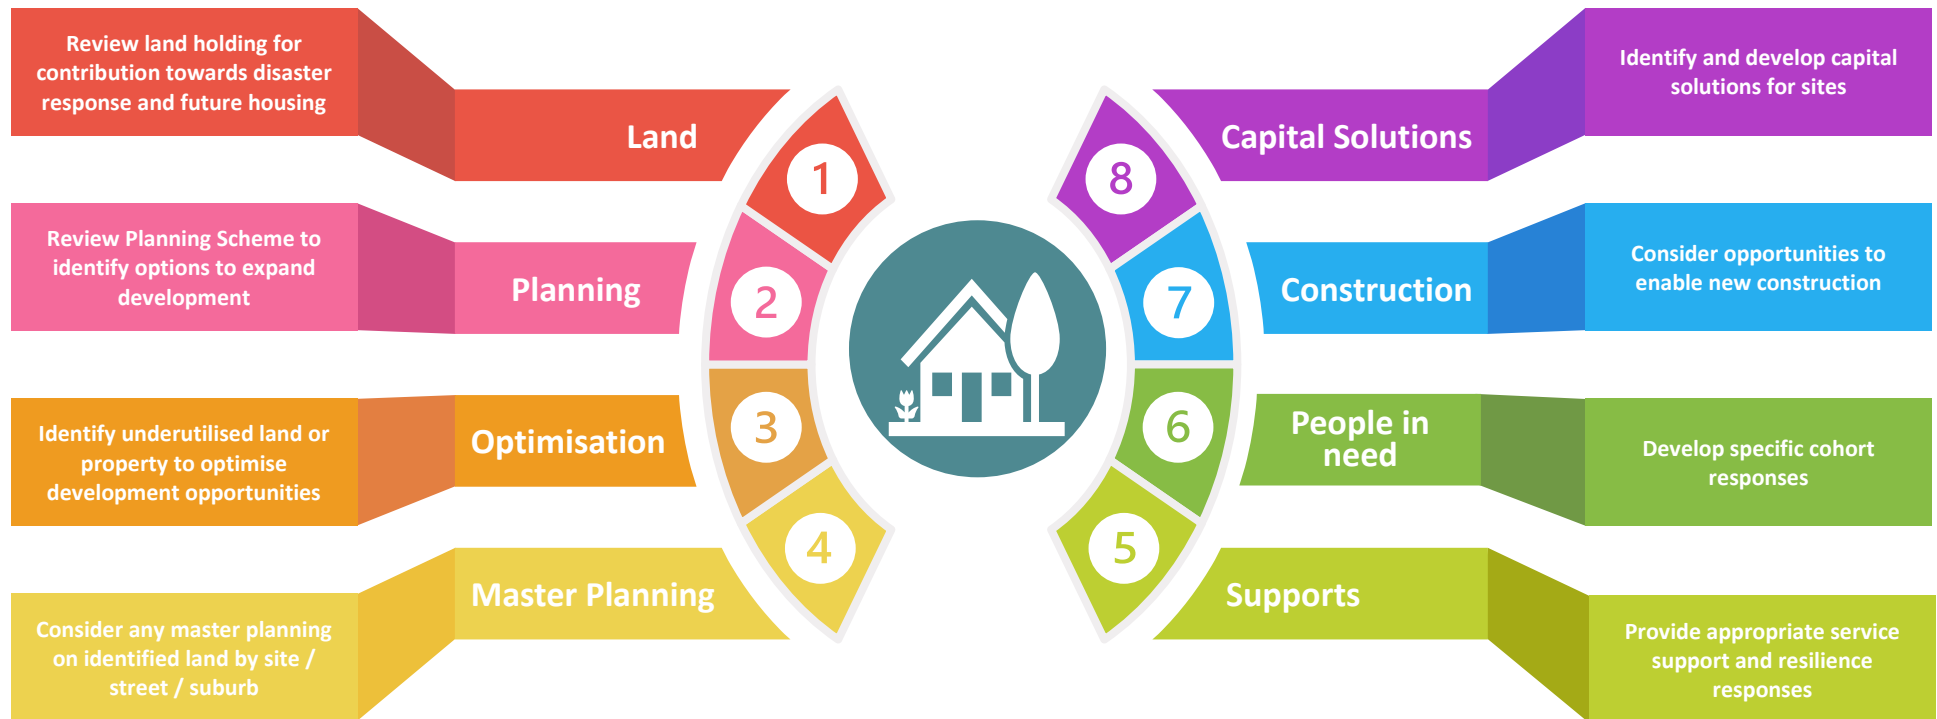 Review land holding for
contribution towards disaster
response and future housing
Land
1
Review Planning Scheme to
identify options to expand
development
Planning
2
Identify underutilised land or
property to optimise
development opportunities
Optimisation
3
Consider any master planning
on identified land by site /
street / suburb
Master Planning
4
8
Capital Solutions
Identify and develop capital
solutions for sites
7
Construction
Consider opportunities to
enable new construction
6
People in
need
Develop specific cohort
responses
5
Supports
Provide appropriate service
support and resilience
responses